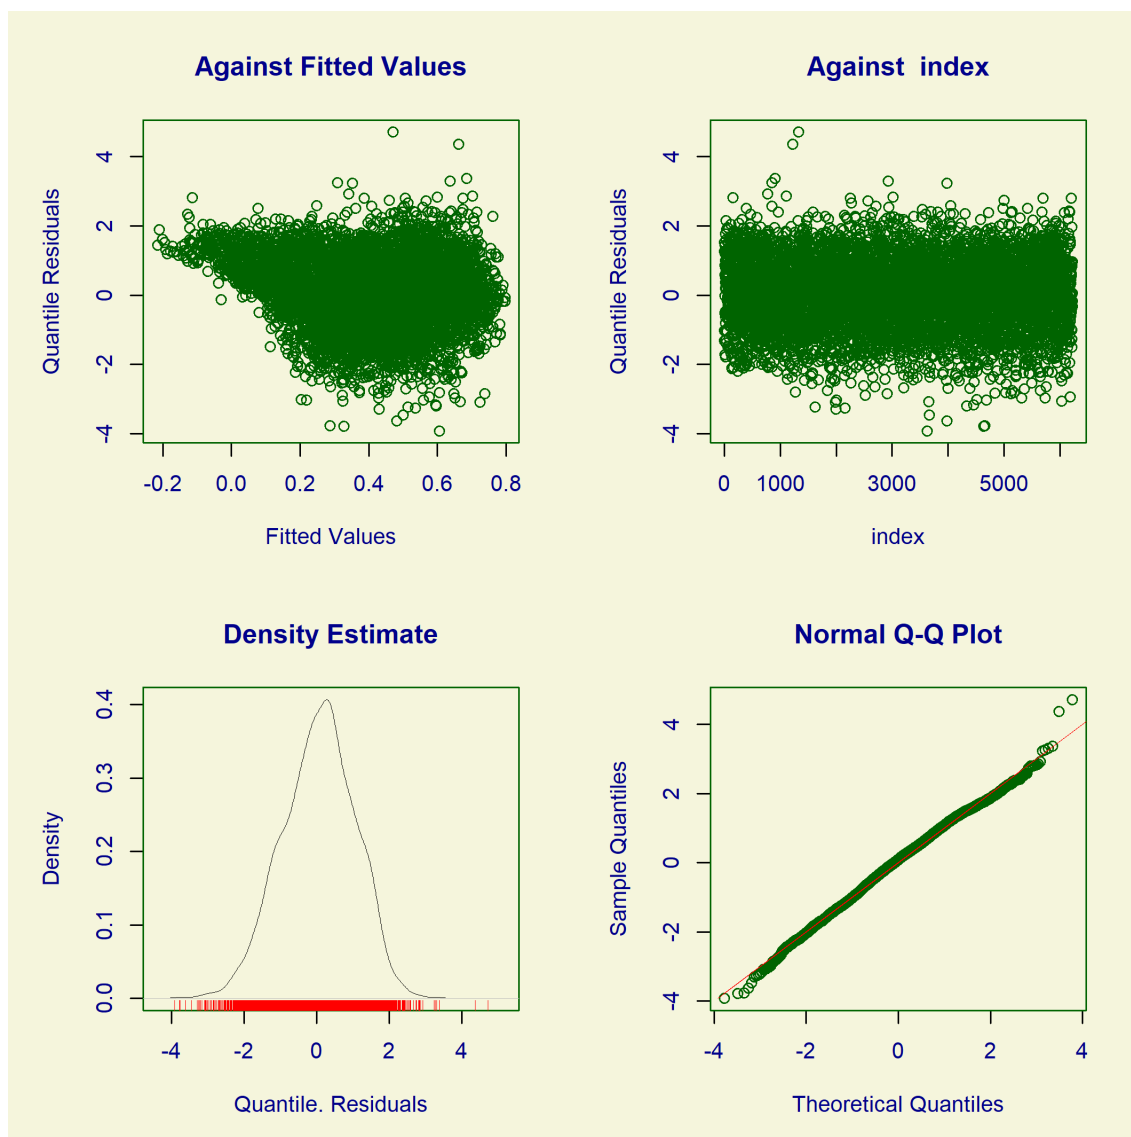 Against Fitted Values
Quantile Residuals
4
2
0
-2
-4
-0.2 0.0 0.2 0.4 0.6 0.8
Fitted Values
Against index
Quantile Residuals
4
2
0
-2
-4
0 1000 3000 5000
index
Density Estimate
Density
0.4
0.3
0.2
0.1
0.0
-4 -2 0 2 4
Quantile. Residuals
Normal Q-Q Plot
Sample Quantiles
4
2
0
-2
-4
-4 -2 0 2 4
Theoretical Quantiles